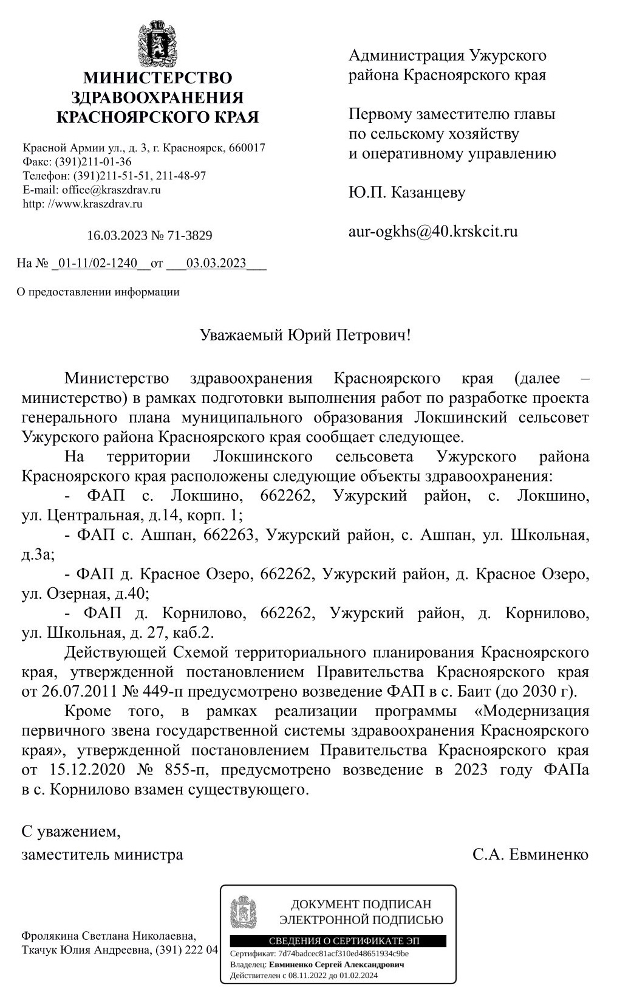 МИНИСТЕРСТВО
ЗДРАВООХРАНЕНИЯ
КРАСНОЯРСКОГО КРАЯ
Красной Армии ул., д. 3, г. Красноярск, 660017
Факс: (391)211-01-36
Телефон: (391)211-51-51, 211-48-97
E-mail: office@kraszdrav.ru
http: //www.kraszdrav.ru
16.03.2023 № 71-3829
На № _01-11/02-1240__от ___03.03.2023___
О предоставлении информации
Администрация Ужурского
района Красноярского края
Первому заместителю главы
по сельскому хозяйству
и оперативному управлению
Ю.П. Казанцеву
aur-ogkhs@40.krskcit.ru
Уважаемый Юрий Петрович!
Министерство здравоохранения Красноярского края (далее –
министерство) в рамках подготовки выполнения работ по разработке проекта
генерального плана муниципального образования Локшинский сельсовет
Ужурского района Красноярского края сообщает следующее.
На территории Локшинского сельсовета Ужурского района
Красноярского края расположены следующие объекты здравоохранения:
- ФАП с. Локшино, 662262, Ужурский район, с. Локшино,
ул. Центральная, д.14, корп. 1;
- ФАП с. Ашпан, 662263, Ужурский район, с. Ашпан, ул. Школьная,
д.3а;
- ФАП д. Красное Озеро, 662262, Ужурский район, д. Красное Озеро,
ул. Озерная, д.40;
- ФАП д. Корнилово, 662262, Ужурский район, д. Корнилово,
ул. Школьная, д. 27, каб.2.
Действующей Схемой территориального планирования Красноярского
края, утвержденной постановлением Правительства Красноярского края
от 26.07.2011 № 449-п предусмотрено возведение ФАП в с. Баит (до 2030 г).
Кроме того, в рамках реализации программы «Модернизация
первичного звена государственной системы здравоохранения Красноярского
края», утвержденной постановлением Правительства Красноярского края
от 15.12.2020 № 855-п, предусмотрено возведение в 2023 году ФАПа
в с. Корнилово взамен существующего.
С уважением,
заместитель министра С.А. Евминенко
Фролякина Светлана Николаевна,
Ткачук Юлия Андреевна, (391) 222 04
ДОКУМЕНТ ПОДПИСАН
ЭЛЕКТРОННОЙ ПОДПИСЬЮ
СВЕДЕНИЯ О СЕРТИФИКАТЕ ЭП
Сертификат: 7d74badcec81acf310ed48651934c9be
Владелец: Евминенко Сергей Александрович
Действителен с 08.11.2022 до 01.02.2024